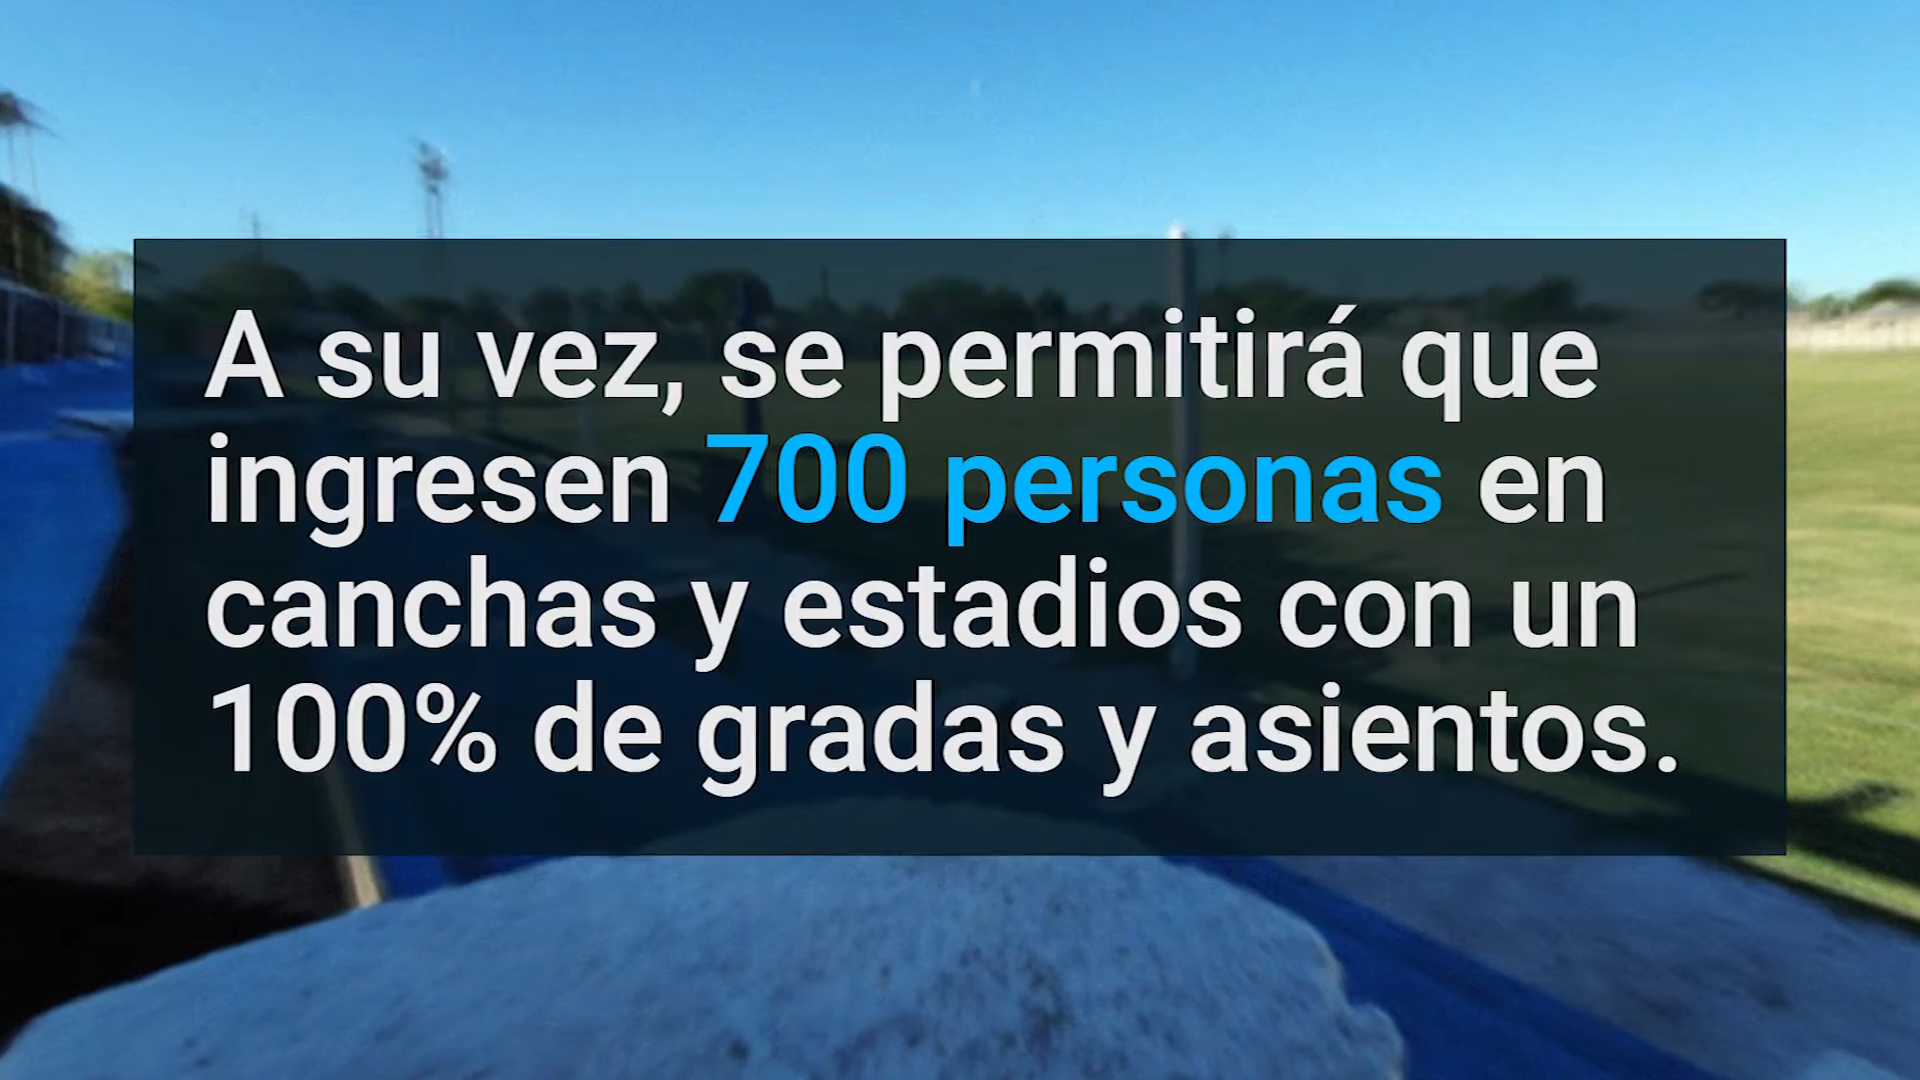 A su vez, se permitirá que
ingresen 700 personas en
canchas y estadios con un
100% de gradas y asientos.